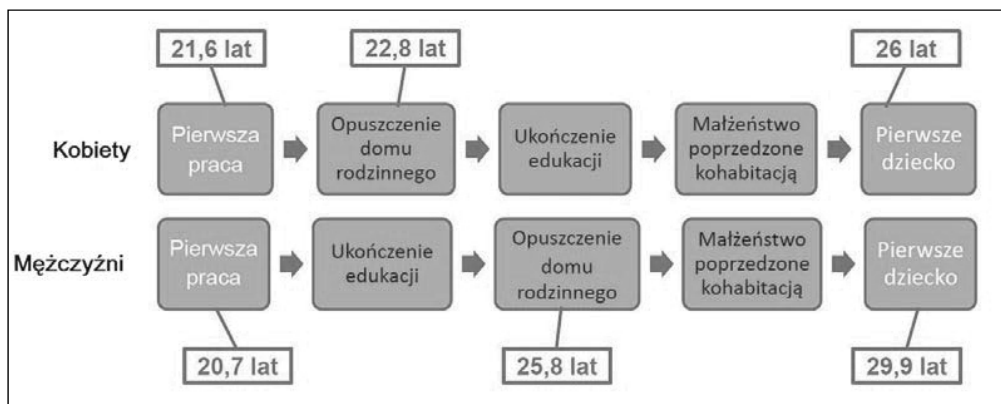 21,6 lat
22,8 lat
26 lat
Kobiety
Pierwsza
praca
Opuszczenie
domu
rodzinnego
Ukończenie
edukacji
Małżeństwo
poprzedzone
kohabitacją
Pierwsze
dziecko
Mężczyźni
Pierwsza
praca
Ukończenie
edukacji
Opuszczenie
domu
rodzinnego
Małżeństwo
poprzedzone
kohabitacją
Pierwsze
dziecko
20,7 lat
25,8 lat
29,9 lat